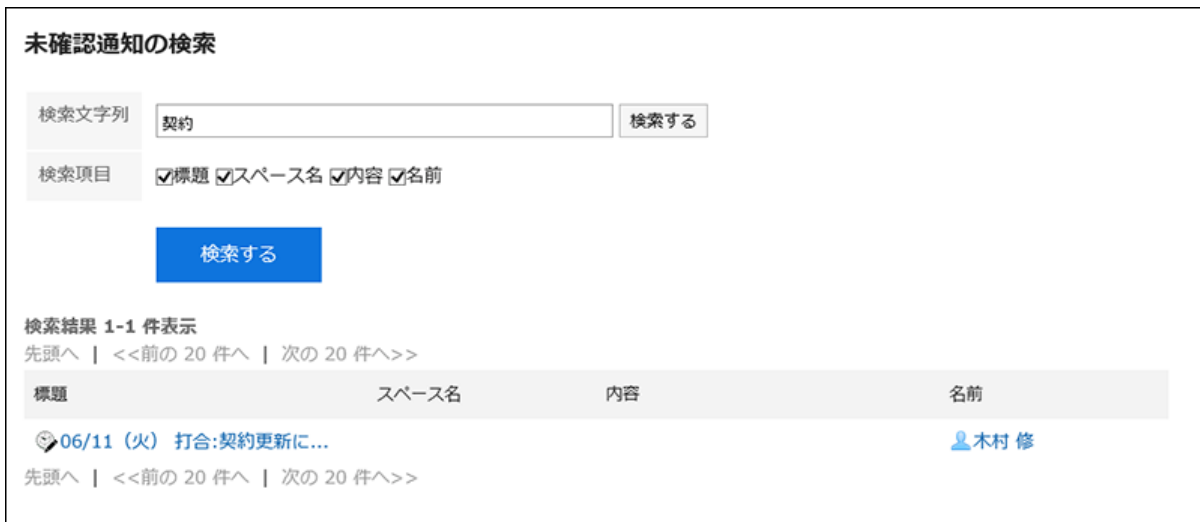 未確認通知の検索
検索文字列 契約 検索する
検索項目 標題 スペース名 内容 名前
検索する
検索結果 1-1 件表示
先頭へ | <<前の 20 件へ | 次の 20 件へ>>
標題 スペース名 内容 名前
06/11（火） 打合:契約更新に... 木村 修
先頭へ | <<前の 20 件へ | 次の 20 件へ>>